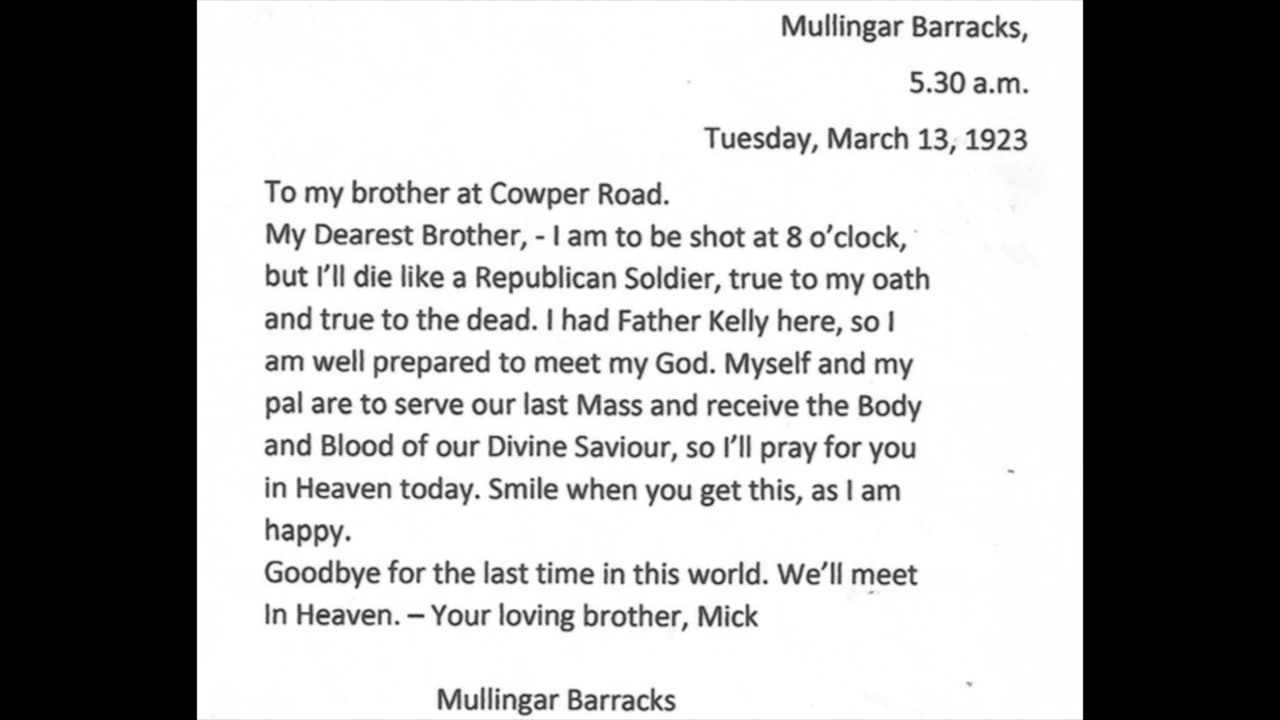 Mullingar Barracks,
5.30 a.m.
Tuesday, March 13, 1923
To my brother at Cowper Road.
My Dearest Brother, - I am to be shot at 8 o’clock,
but I’ll die like a Republican Soldier, true to my oath
and true to the dead. I had Father Kelly here, so I
am well prepared to meet my God. Myself and my
pal are to serve our last Mass and receive the Body
and Blood of our Divine Saviour, so I’ll pray for you
in Heaven today. Smile when you get this, as I am
happy.
Goodbye for the last time in this world. We’ll meet
In Heaven. – Your loving brother, Mick
Mullingar Barracks